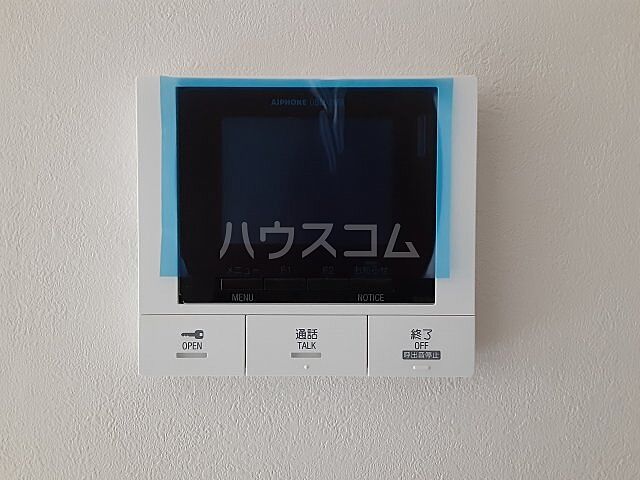 AIPHONE
ハウスコム
メニュー F1 F2 お知らせ
MENU NOTICE
OPEN 通話 終了
TALK OFF
呼出音停止